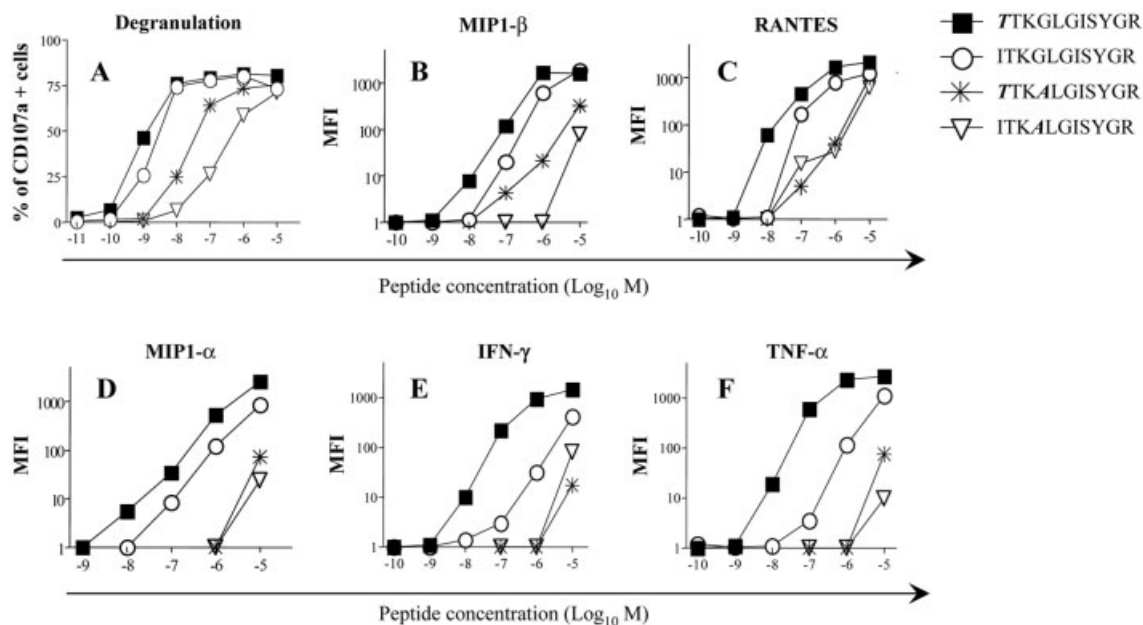 Degranulation
MIP1-β
RANTES
TTKGLGISYGR
ITKGLGISYGR
TTKALGISYGR
ITKALGISYGR
A
B
C
% of CD107a + cells
100
75
50
25
0
-11 -10 -9 -8 -7 -6 -5
MFI
1000
100
10
1
-10 -9 -8 -7 -6 -5
MFI
1000
100
10
1
-10 -9 -8 -7 -6 -5
Peptide concentration (Log10 M)
MIP1-α
IFN-γ
TNF-α
D
E
F
MFI
1000
100
10
1
-9 -8 -7 -6 -5
MFI
1000
100
10
1
-10 -9 -8 -7 -6 -5
MFI
1000
100
10
1
-10 -9 -8 -7 -6 -5
Peptide concentration (Log10 M)